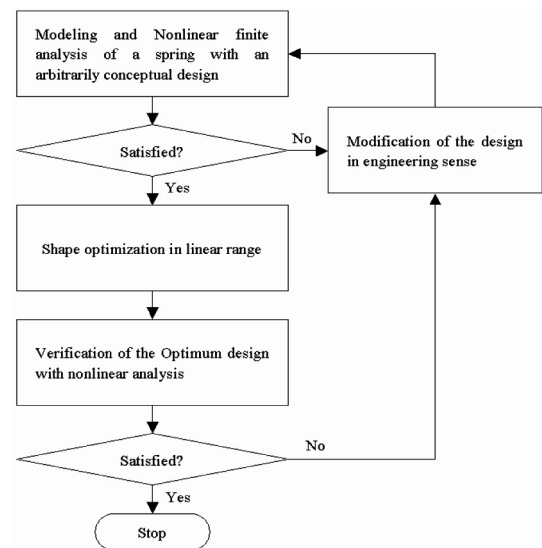 Modeling and Nonlinear finite
analysis of a spring with an
arbitrarily conceptual design
No
Satisfied?
Modification of the design
in engineering sense
Yes
Shape optimization in linear range
Verification of the Optimum design
with nonlinear analysis
No
Satisfied?
Yes
Stop